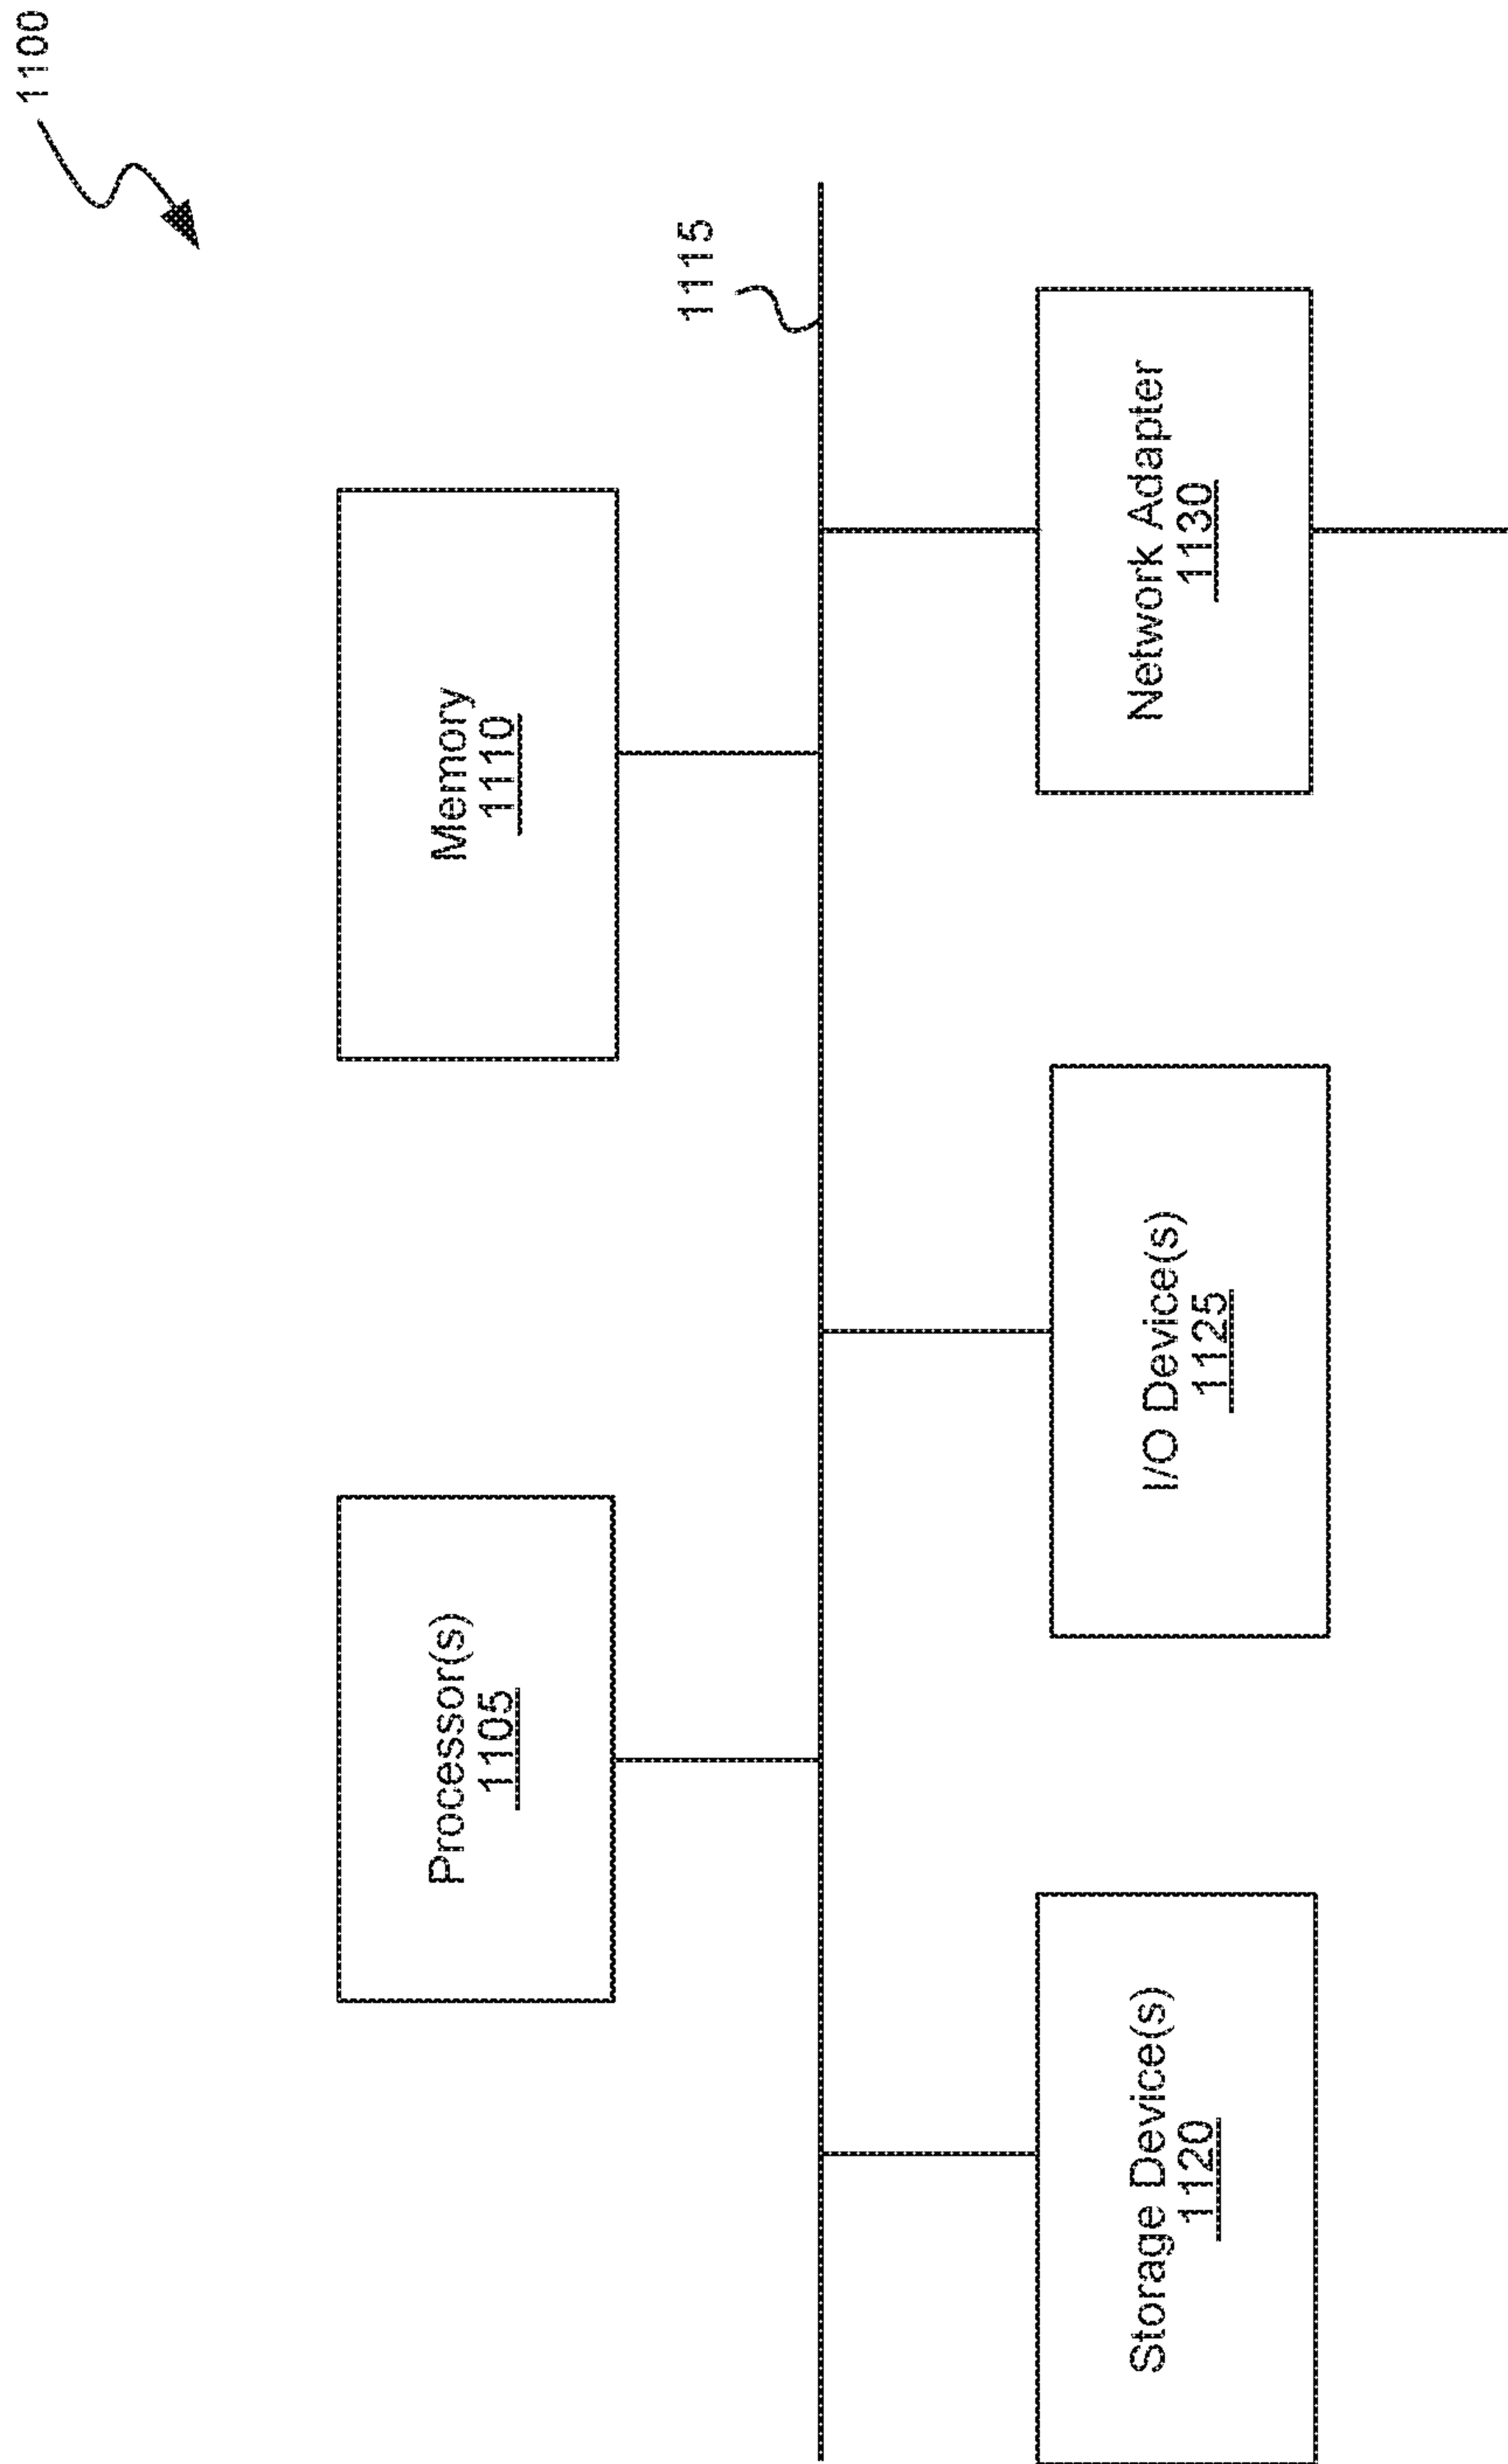 1100
Processor(s)
1105
Memory
1110
1115
Storage Device(s)
1120
I/O Device(s)
1125
Network Adapter
1130